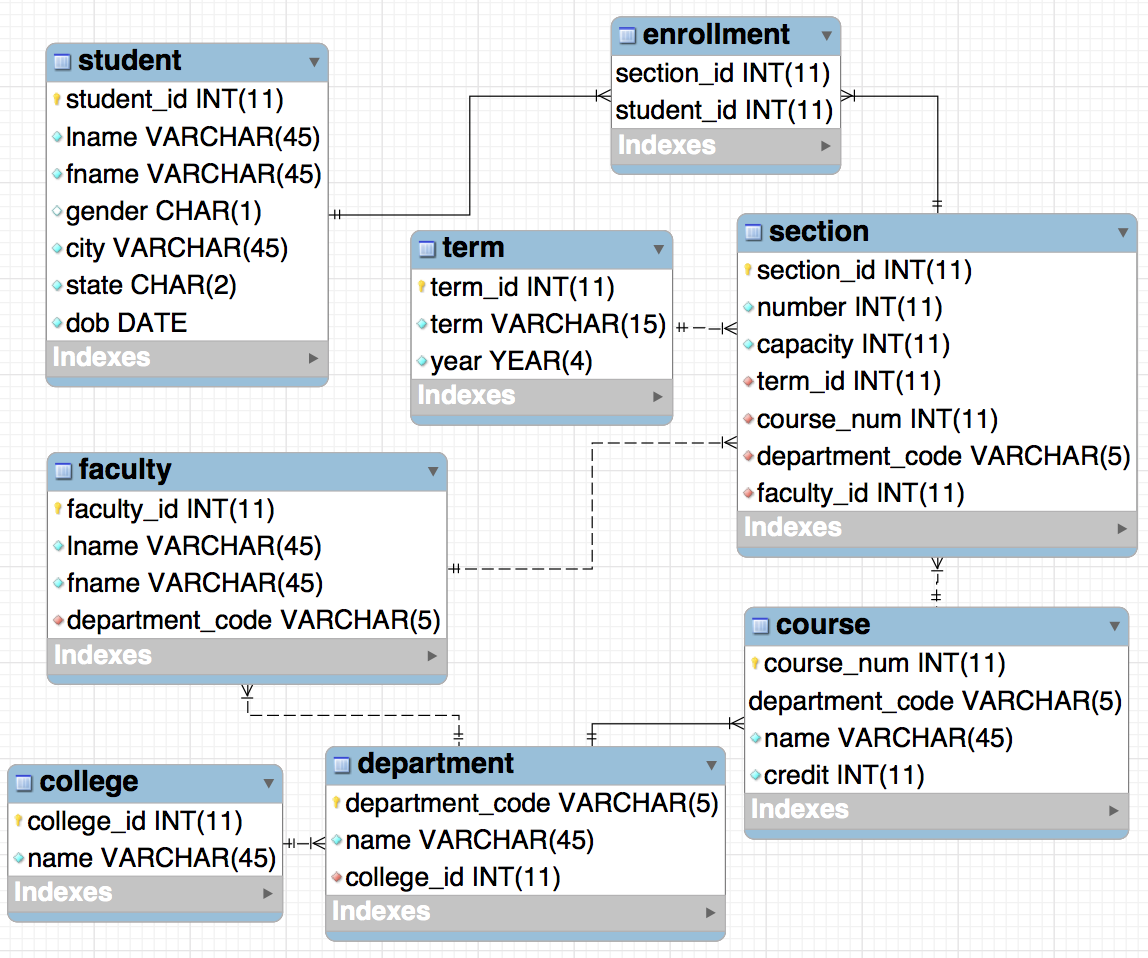 student
student_id INT(11)
lname VARCHAR(45)
fname VARCHAR(45)
gender CHAR(1)
city VARCHAR(45)
state CHAR(2)
dob DATE
Indexes
enrollment
section_id INT(11)
student_id INT(11)
Indexes
term
term_id INT(11)
term VARCHAR(15)
year YEAR(4)
Indexes
section
section_id INT(11)
number INT(11)
capacity INT(11)
term_id INT(11)
course_num INT(11)
department_code VARCHAR(5)
faculty_id INT(11)
Indexes
faculty
faculty_id INT(11)
lname VARCHAR(45)
fname VARCHAR(45)
department_code VARCHAR(5)
Indexes
course
course_num INT(11)
department_code VARCHAR(5)
name VARCHAR(45)
credit INT(11)
Indexes
college
college_id INT(11)
name VARCHAR(45)
Indexes
department
department_code VARCHAR(5)
name VARCHAR(45)
college_id INT(11)
Indexes